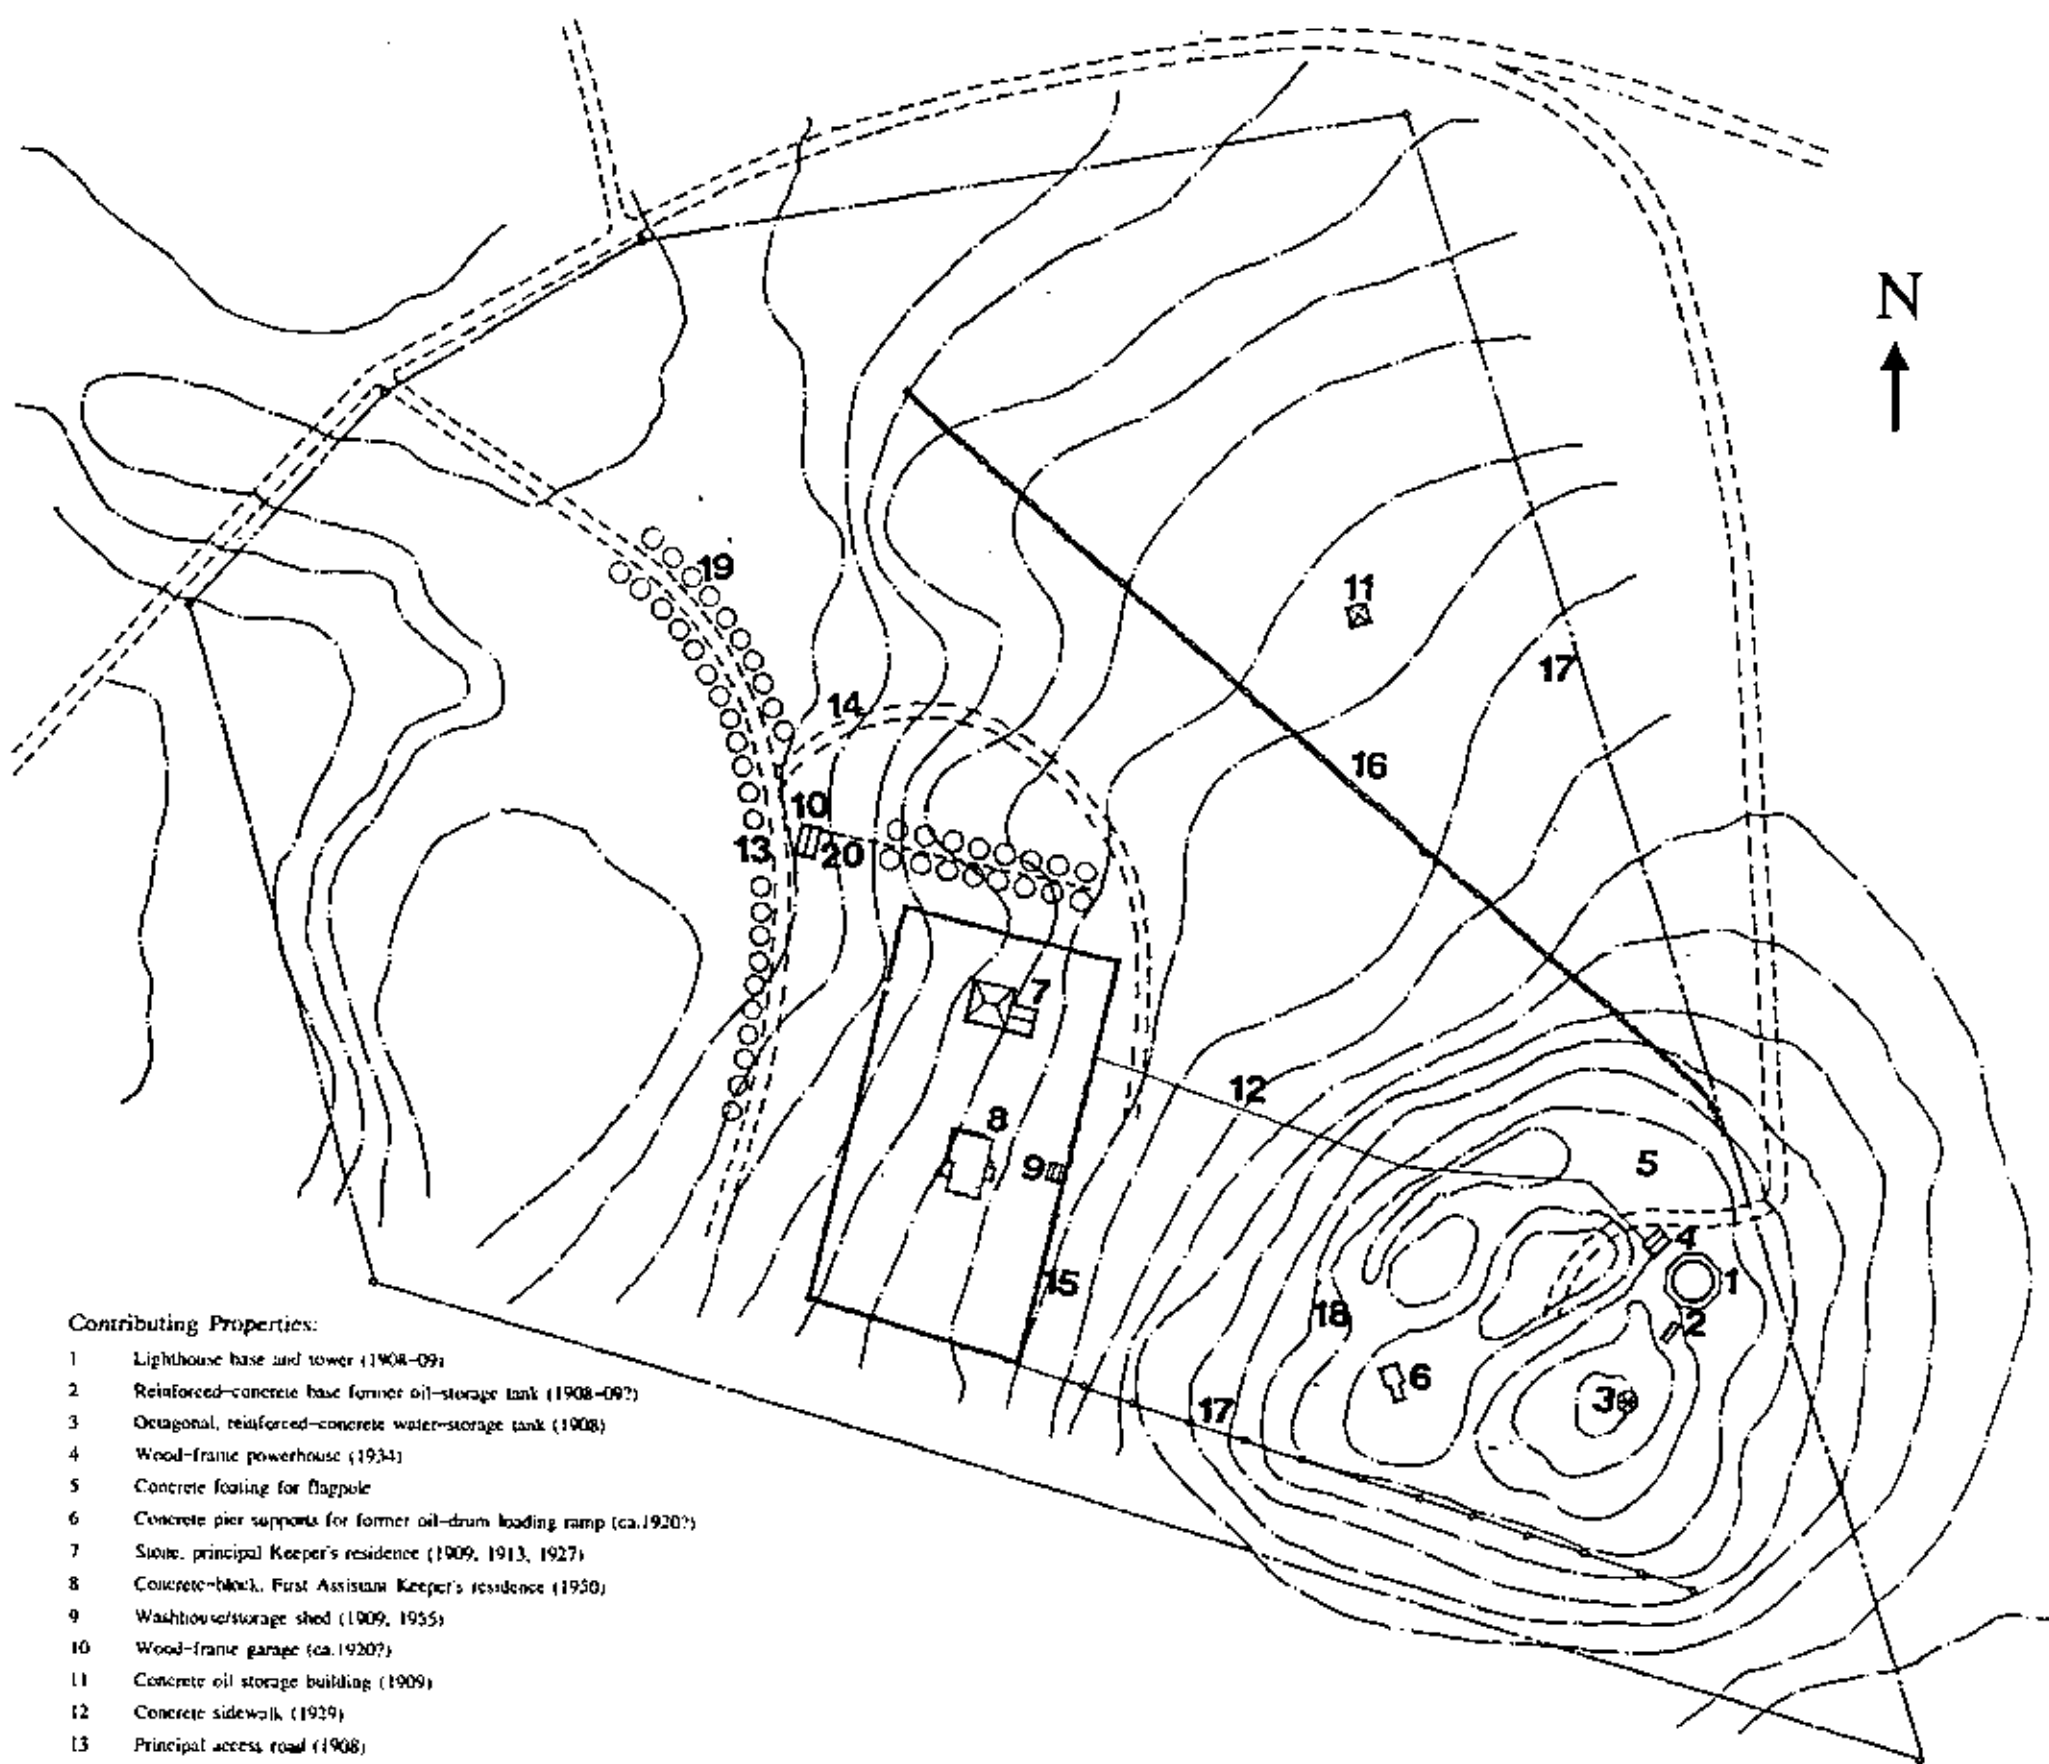 N
19
11
17
14
16
10
13
20
7
12
8
9
5
4
15
1
18
2
6
3
17
Contributing Properties:
1 Lighthouse base and tower (1908-09)
2 Reinforced-concrete base former oil-storage tank (1908-09?)
3 Octagonal, reinforced-concrete water-storage tank (1908)
4 Wood-frame powerhouse (1934)
5 Concrete footing for flagpole
6 Concrete pier supports for former oil-drum loading ramp (ca.1920?)
7 Stone, principal Keeper's residence (1909, 1913, 1927)
8 Concrete-block, First Assistant Keeper's residence (1950)
9 Washhouse/storage shed (1909, 1955)
10 Wood-frame garage (ca.1920?)
11 Concrete oil storage building (1909)
12 Concrete sidewalk (1929)
13 Principal access road (1908)